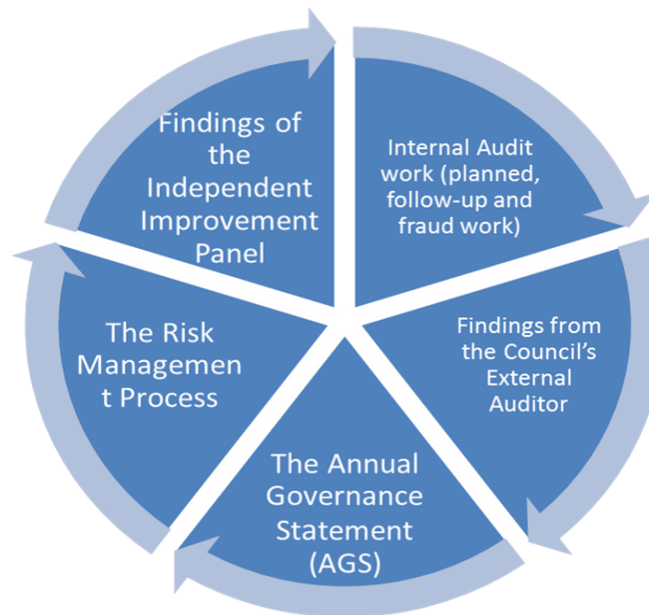 Findings of
the
Independent
Improvement
Panel
Internal Audit
work (planned,
follow-up and
fraud work)
Findings from
the Council’s
External
Auditor
The Annual
Governance
Statement
(AGS)
The Risk
Managemen
t Process